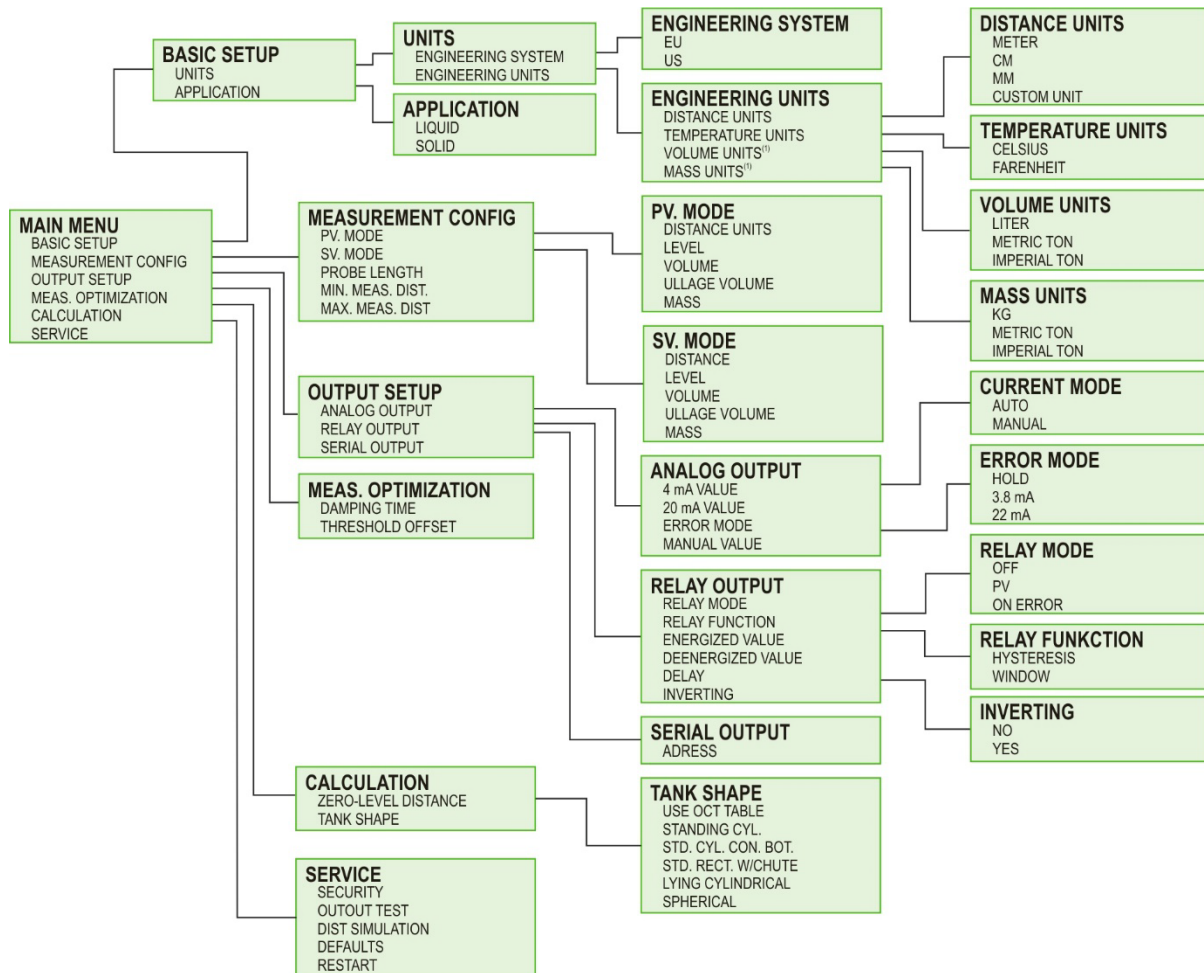 MAIN MENU
BASIC SETUP
MEASUREMENT CONFIG
OUTPUT SETUP
MEAS. OPTIMIZATION
CALCULATION
SERVICE
BASIC SETUP
UNITS
APPLICATION
UNITS
ENGINEERING SYSTEM
ENGINEERING UNITS
APPLICATION
LIQUID
SOLID
ENGINEERING SYSTEM
EU
US
ENGINEERING UNITS
DISTANCE UNITS
TEMPERATURE UNITS
VOLUME UNITS(1)
MASS UNITS(1)
DISTANCE UNITS
METER
CM
MM
CUSTOM UNIT
TEMPERATURE UNITS
CELSIUS
FARENHEIT
VOLUME UNITS
LITER
METRIC TON
IMPERIAL TON
MASS UNITS
KG
METRIC TON
IMPERIAL TON
MEASUREMENT CONFIG
PV. MODE
SV. MODE
PROBE LENGTH
MIN. MEAS. DIST.
MAX. MEAS. DIST
PV. MODE
DISTANCE UNITS
LEVEL
VOLUME
ULLAGE VOLUME
MASS
SV. MODE
DISTANCE
LEVEL
VOLUME
ULLAGE VOLUME
MASS
OUTPUT SETUP
ANALOG OUTPUT
RELAY OUTPUT
SERIAL OUTPUT
ANALOG OUTPUT
4 mA VALUE
20 mA VALUE
ERROR MODE
MANUAL VALUE
CURRENT MODE
AUTO
MANUAL
ERROR MODE
HOLD
3.8 mA
22 mA
RELAY OUTPUT
RELAY MODE
RELAY FUNCTION
ENERGIZED VALUE
DEENERGIZED VALUE
DELAY
INVERTING
RELAY MODE
OFF
PV
ON ERROR
RELAY FUNKCTION
HYSTERESIS
WINDOW
INVERTING
NO
YES
SERIAL OUTPUT
ADRESS
MEAS. OPTIMIZATION
DAMPING TIME
THRESHOLD OFFSET
CALCULATION
ZERO-LEVEL DISTANCE
TANK SHAPE
TANK SHAPE
USE OCT TABLE
STANDING CYL.
STD. CYL. CON. BOT.
STD. RECT. W/CHUTE
LYING CYLINDRICAL
SPHERICAL
SERVICE
SECURITY
OUTOUT TEST
DIST SIMULATION
DEFAULTS
RESTART